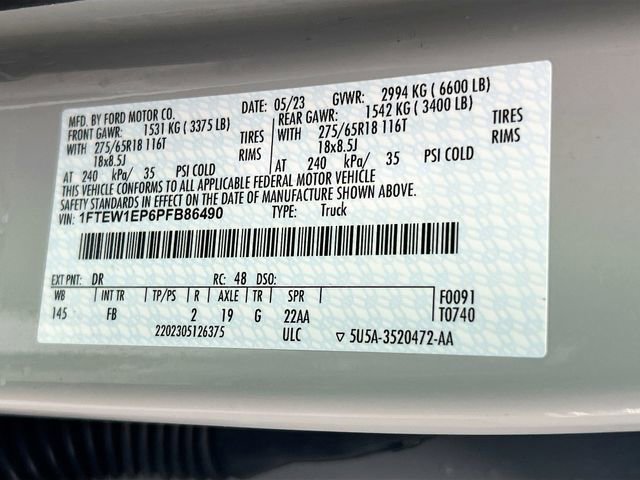 MFD. BY FORD MOTOR CO.
DATE: 05/23 GVWR: 2994 KG ( 6600 LB)
FRONT GAWR: 1531 KG ( 3375 LB)
REAR GAWR: 1542 KG ( 3400 LB)
WITH 275/65R18 116T TIRES
WITH 275/65R18 116T TIRES
18x8.5J RIMS
18x8.5J RIMS
AT 240 kPa/ 35 PSI COLD
AT 240 kPa/ 35 PSI COLD
THIS VEHICLE CONFORMS TO ALL APPLICABLE FEDERAL MOTOR VEHICLE
SAFETY STANDARDS IN EFFECT ON THE DATE OF MANUFACTURE SHOWN ABOVE.
VIN: 1FTEW1EP6PFB86490 TYPE: Truck
EXT PNT: DR RC: 48 DSO:
WB INT TR TP/PS R AXLE TR SPR F0091
145 FB 2 19 G 22AA T0740
2202305126375 ULC ▽ 5U5A-3520472-AA